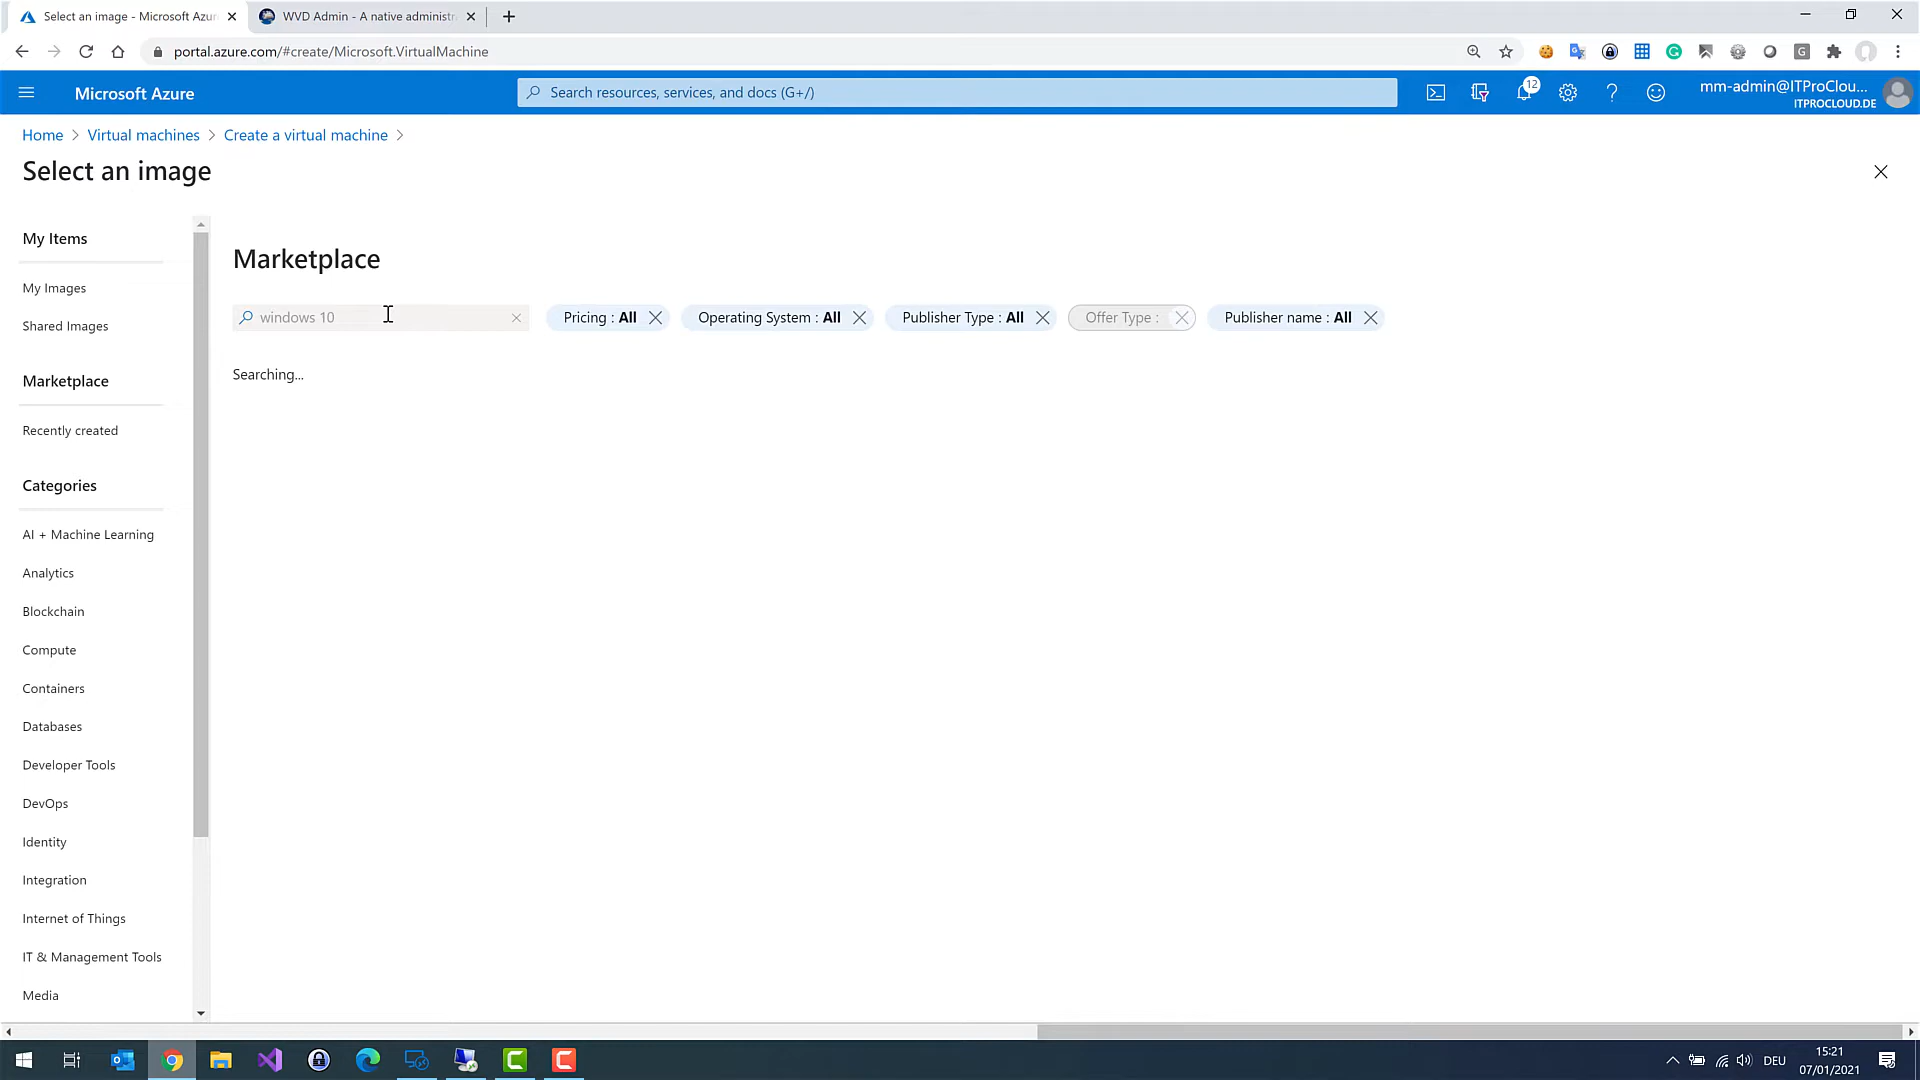 Select an image - Microsoft Azur
WVD Admin - A native administr
portal.azure.com/#create/Microsoft.VirtualMachine
Microsoft Azure
Search resources, services, and docs (G+/)
12
mm-admin@ITProClou...
ITPROCLOUD.DE
Home > Virtual machines > Create a virtual machine >
Select an image
My Items
My Images
Shared Images
Marketplace
Recently created
Categories
AI + Machine Learning
Analytics
Blockchain
Compute
Containers
Databases
Developer Tools
DevOps
Identity
Integration
Internet of Things
IT & Management Tools
Media
Marketplace
windows 10
Pricing : All
Operating System : All
Publisher Type : All
Offer Type :
Publisher name : All
Searching...
DEU
15:21
07/01/2021